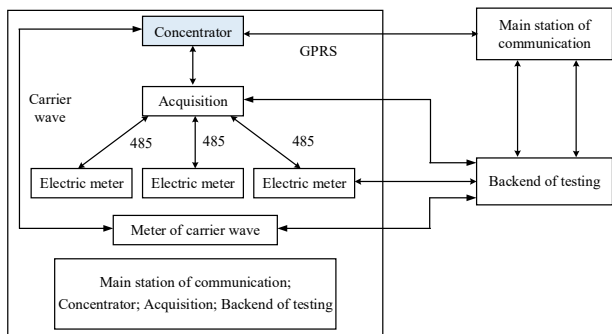 Concentrator
Main station of
communication
GPRS
Carrier
wave
Acquisition
485
485
485
Electric meter
Electric meter
Electric meter
Backend of testing
Meter of carrier wave
Main station of communication;
Concentrator; Acquisition; Backend of testing